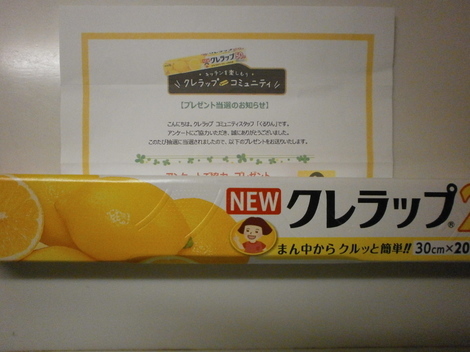 キッチンを楽しもう
クレラップ コミュニティ
【プレゼント当選のお知らせ】
こんにちは。クレラップ コミュニティスタッフ「くるりん」です。
アンケートにご協力いただき、誠にありがとうございました。
このたび抽選に当選されましたので、以下のプレゼントをお送りいたします。
NEW クレラップ®
まん中から クルッと簡単!! 30cm×20